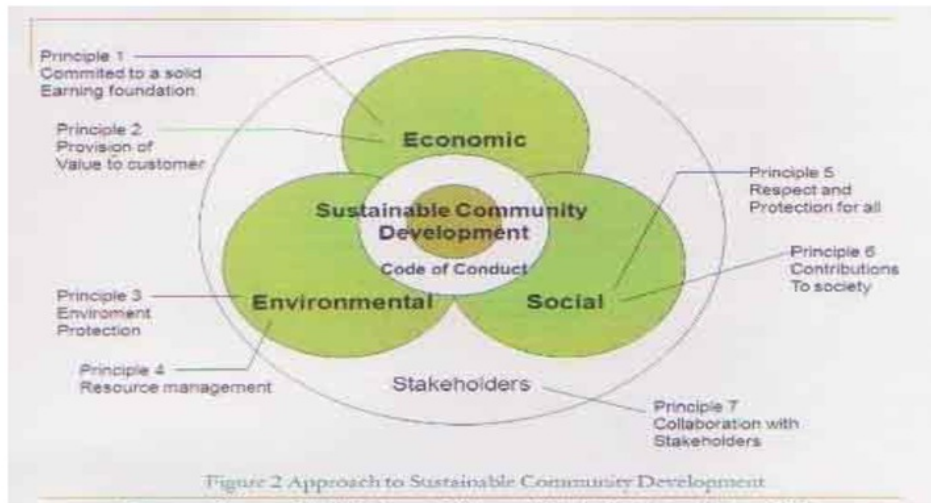 Principle 1
Commited to a solid
Earning foundation
Principle 2
Provision of
Value to customer
Economic
Principle 5
Respect and
Protection for all
Sustainable Community
Development
Code of Conduct
Principle 6
Contributions
To society
Principle 3
Enviroment
Protection
Environmental
Social
Principle 4
Resource management
Stakeholders
Principle 7
Collaboration with
Stakeholders
Figure 2 Approach to Sustainable Community Development